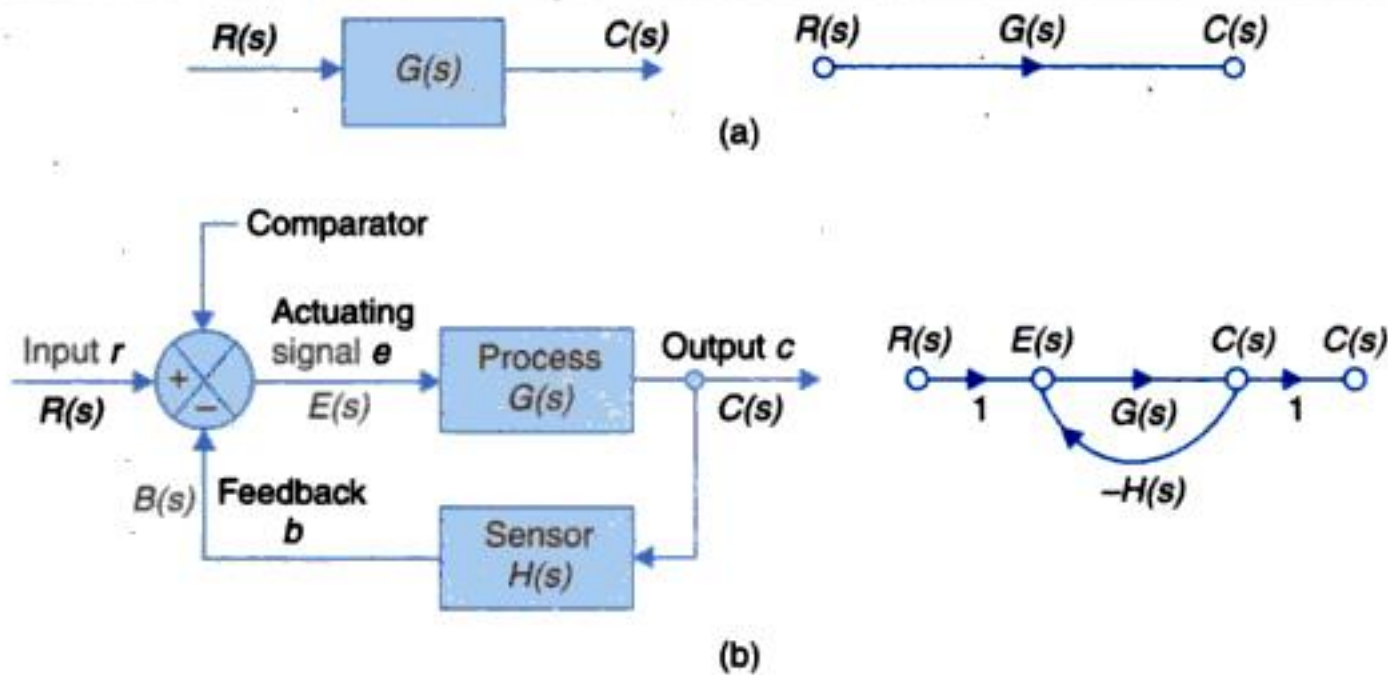 R(s)
G(s)
C(s)
R(s)
G(s)
C(s)
(a)
Comparator
Input r
R(s)
+
–
Actuating
signal e
E(s)
Process
G(s)
Output c
C(s)
B(s)
Feedback
b
Sensor
H(s)
R(s)
E(s)
C(s)
C(s)
1
G(s)
1
–H(s)
(b)